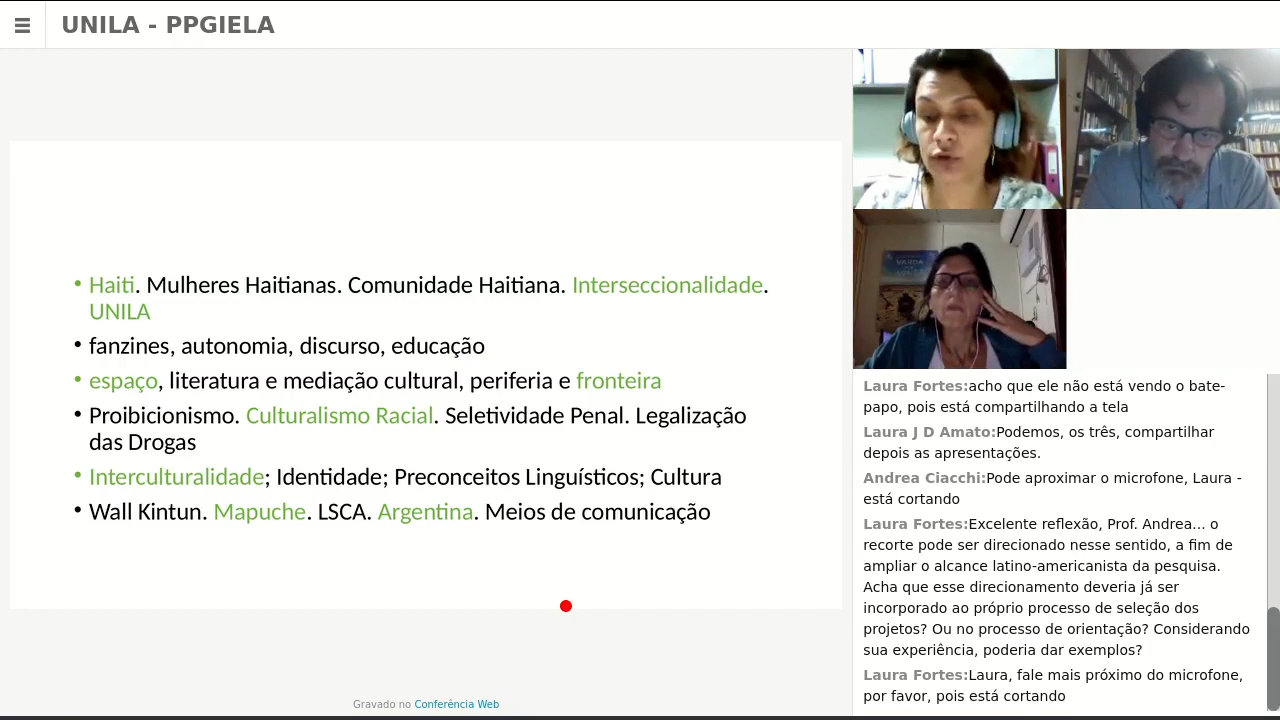 UNILA - PPGIELA
• Haiti. Mulheres Haitianas. Comunidade Haitiana. Interseccionalidade.
UNILA
• fanzines, autonomia, discurso, educação
• espaço, literatura e mediação cultural, periferia e fronteira
• Proibicionismo. Culturalismo Racial. Seletividade Penal. Legalização
das Drogas
• Interculturalidade; Identidade; Preconceitos Linguísticos; Cultura
• Wall Kintun. Mapuche. LSCA. Argentina. Meios de comunicação
Gravado no Conferência Web
Laura Fortes:acho que ele não está vendo o bate-
papo, pois está compartilhando a tela
Laura J D Amato:Podemos, os três, compartilhar
depois as apresentações.
Andrea Ciacchi:Pode aproximar o microfone, Laura -
está cortando
Laura Fortes:Excelente reflexão, Prof. Andrea... o
recorte pode ser direcionado nesse sentido, a fim de
ampliar o alcance latino-americanista da pesquisa.
Acha que esse direcionamento deveria já ser
incorporado ao próprio processo de seleção dos
projetos? Ou no processo de orientação? Considerando
sua experiência, poderia dar exemplos?
Laura Fortes:Laura, fale mais próximo do microfone,
por favor, pois está cortando